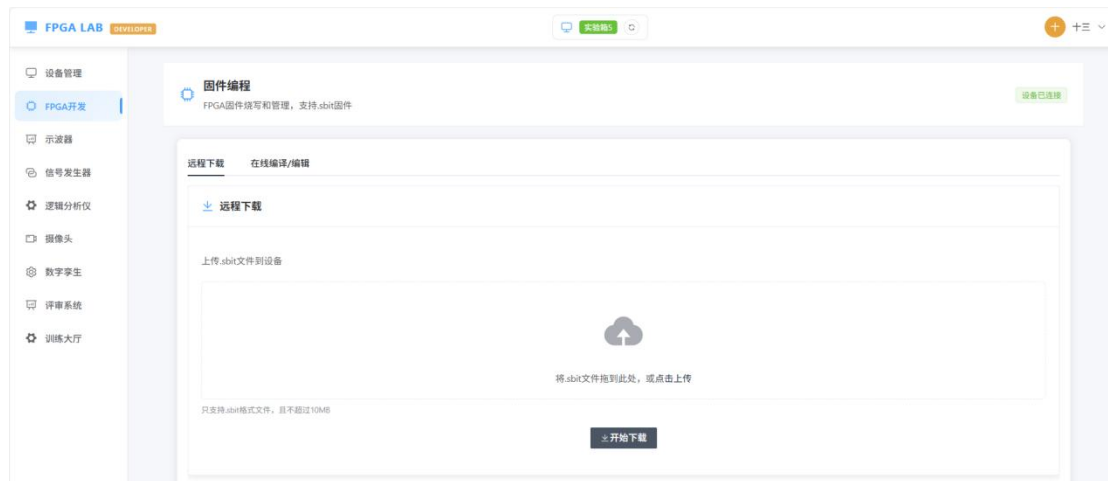 FPGA LAB DEVELOPER
实验箱5
十三
设备管理
FPGA开发
示波器
信号发生器
逻辑分析仪
摄像头
数字孪生
评审系统
训练大厅
固件编程
FPGA固件烧写和管理，支持.sbit固件
设备已连接
远程下载 在线编译/编辑
远程下载
上传.sbit文件到设备
将.sbit文件拖到此处，或点击上传
只支持.sbit格式文件，且不超过10MB
开始下载